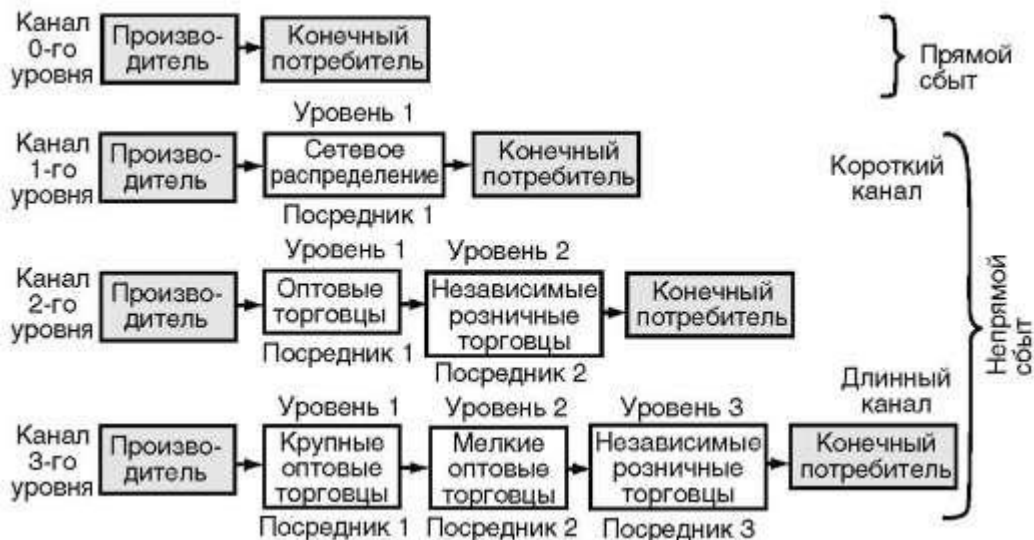 Канал
0-го
уровня
Производитель
Конечный
потребитель
Прямой
сбыт
Канал
1-го
уровня
Произво-
дитель
Уровень 1
Сетевое
распределение
Посредник 1
Конечный
потребитель
Короткий
канал
Канал
2-го
уровня
Произво-
дитель
Уровень 1
Оптовые
торговцы
Посредник 1
Уровень 2
Независимые
розничные
торговцы
Посредник 2
Конечный
потребитель
Непрямой
сбыт
Канал
3-го
уровня
Произво-
дитель
Уровень 1
Крупные
оптовые
торговцы
Посредник 1
Уровень 2
Мелкие
оптовые
торговцы
Посредник 2
Уровень 3
Независимые
розничные
торговцы
Посредник 3
Длинный
канал
Конечный
потребитель